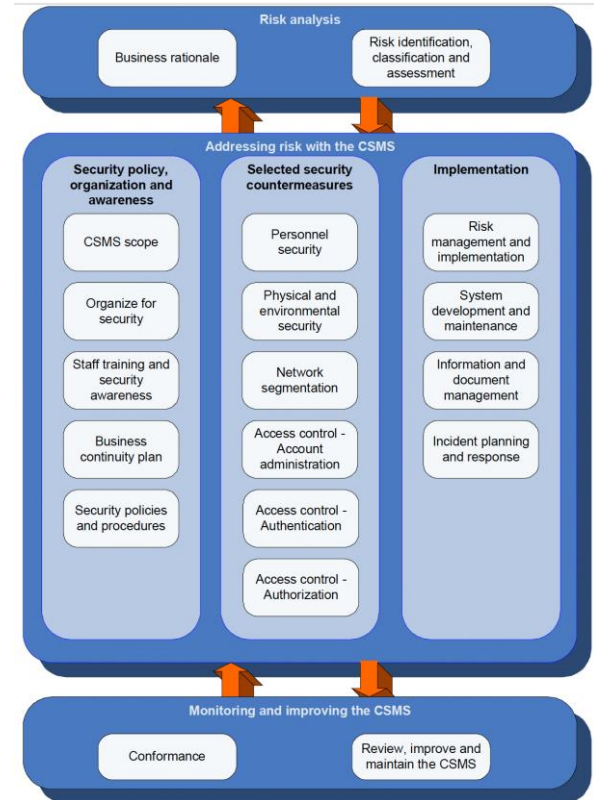 Risk analysis
Business rationale
Risk identification,
classification and
assessment
Addressing risk with the CSMS
Security policy,
organization and
awareness
CSMS scope
Organize for
security
Staff training and
security
awareness
Business
continuity plan
Security policies
and procedures
Selected security
countermeasures
Personnel
security
Physical and
environmental
security
Network
segmentation
Access control -
Account
administration
Access control -
Authentication
Access control -
Authorization
Implementation
Risk
management and
implementation
System
development and
maintenance
Information and
document
management
Incident planning
and response
Monitoring and improving the CSMS
Conformance
Review, improve and
maintain the CSMS